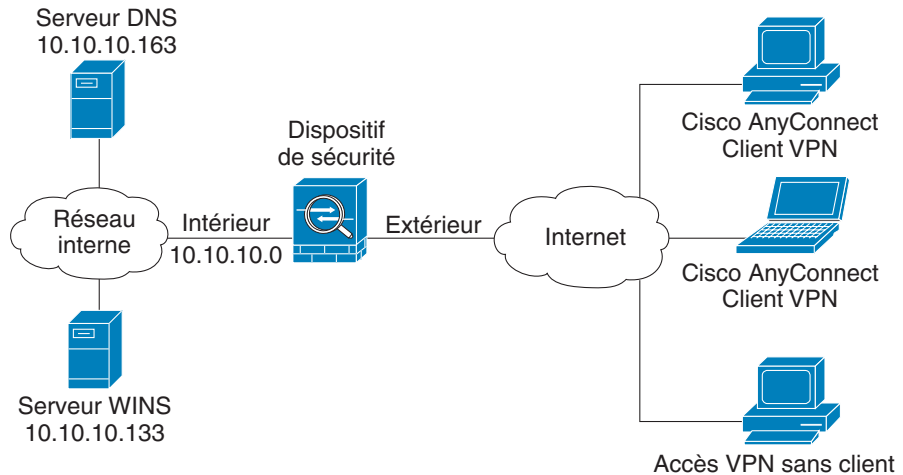 Serveur DNS
10.10.10.163
Dispositif
de sécurité
Cisco AnyConnect
Client VPN
Réseau
interne
Intérieur
10.10.10.0
Extérieur
Internet
Cisco AnyConnect
Client VPN
Serveur WINS
10.10.10.133
Accès VPN sans client